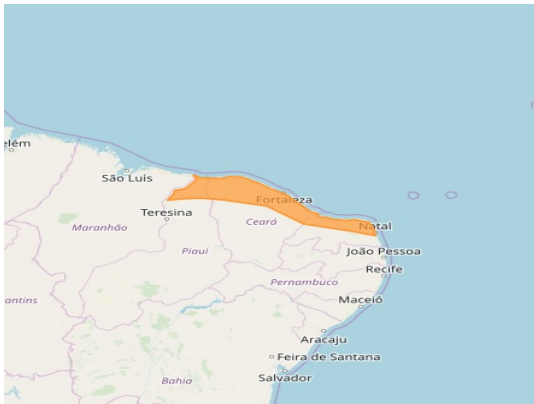 elém
São Luís
Fortaleza
Teresina
Ceará
Natal
Maranhão
Piauí
João Pessoa
Recife
Pernambuco
antins
Maceió
Aracaju
Feira de Santana
Bahia
Salvador